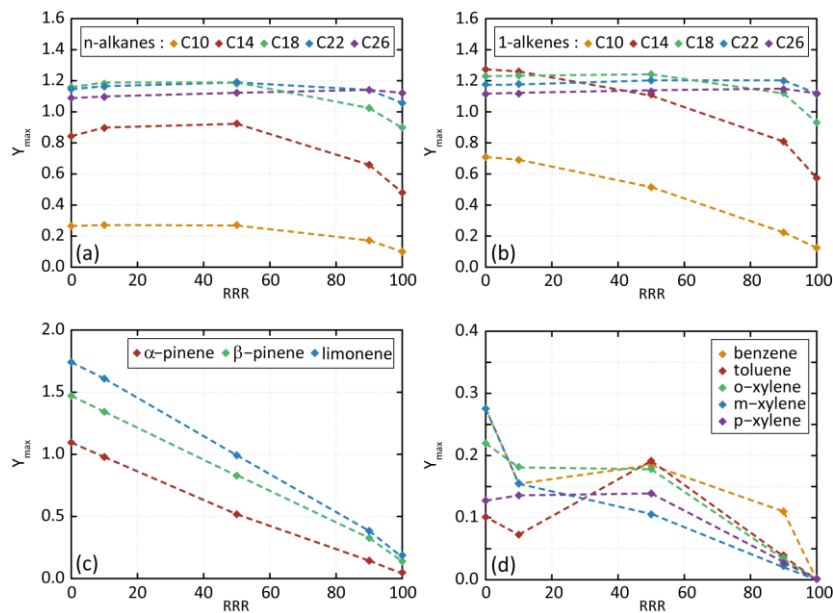 n-alkanes : C10 C14 C18 C22 C26
1.6
1.4
1.2
1.0
0.8
0.6
0.4
0.2
0.0
Y max
(a)
0 20 40 60 80 100
RRR
1-alkenes : C10 C14 C18 C22 C26
1.6
1.4
1.2
1.0
0.8
0.6
0.4
0.2
0.0
Y max
(b)
0 20 40 60 80 100
RRR
α-pinene β-pinene limonene
2.0
1.5
1.0
0.5
0.0
Y max
(c)
0 20 40 60 80 100
RRR
benzene
toluene
o-xylene
m-xylene
p-xylene
0.4
0.3
0.2
0.1
0.0
Y max
(d)
0 20 40 60 80 100
RRR